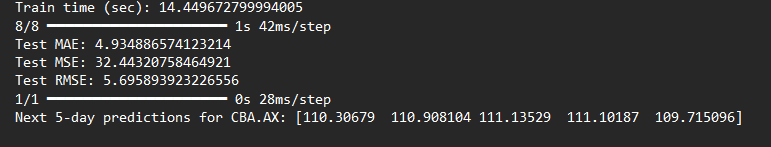 Train time (sec): 14.449672799994005
8/8 ━━━━━━━━━━━━━━━━━━━━ 1s 42ms/step
Test MAE: 4.934886574123214
Test MSE: 32.44320758464921
Test RMSE: 5.695893923226556
1/1 ━━━━━━━━━━━━━━━━━━━━ 0s 28ms/step
Next 5-day predictions for CBA.AX: [110.30679  110.908104 111.13529  111.10187  109.715096]